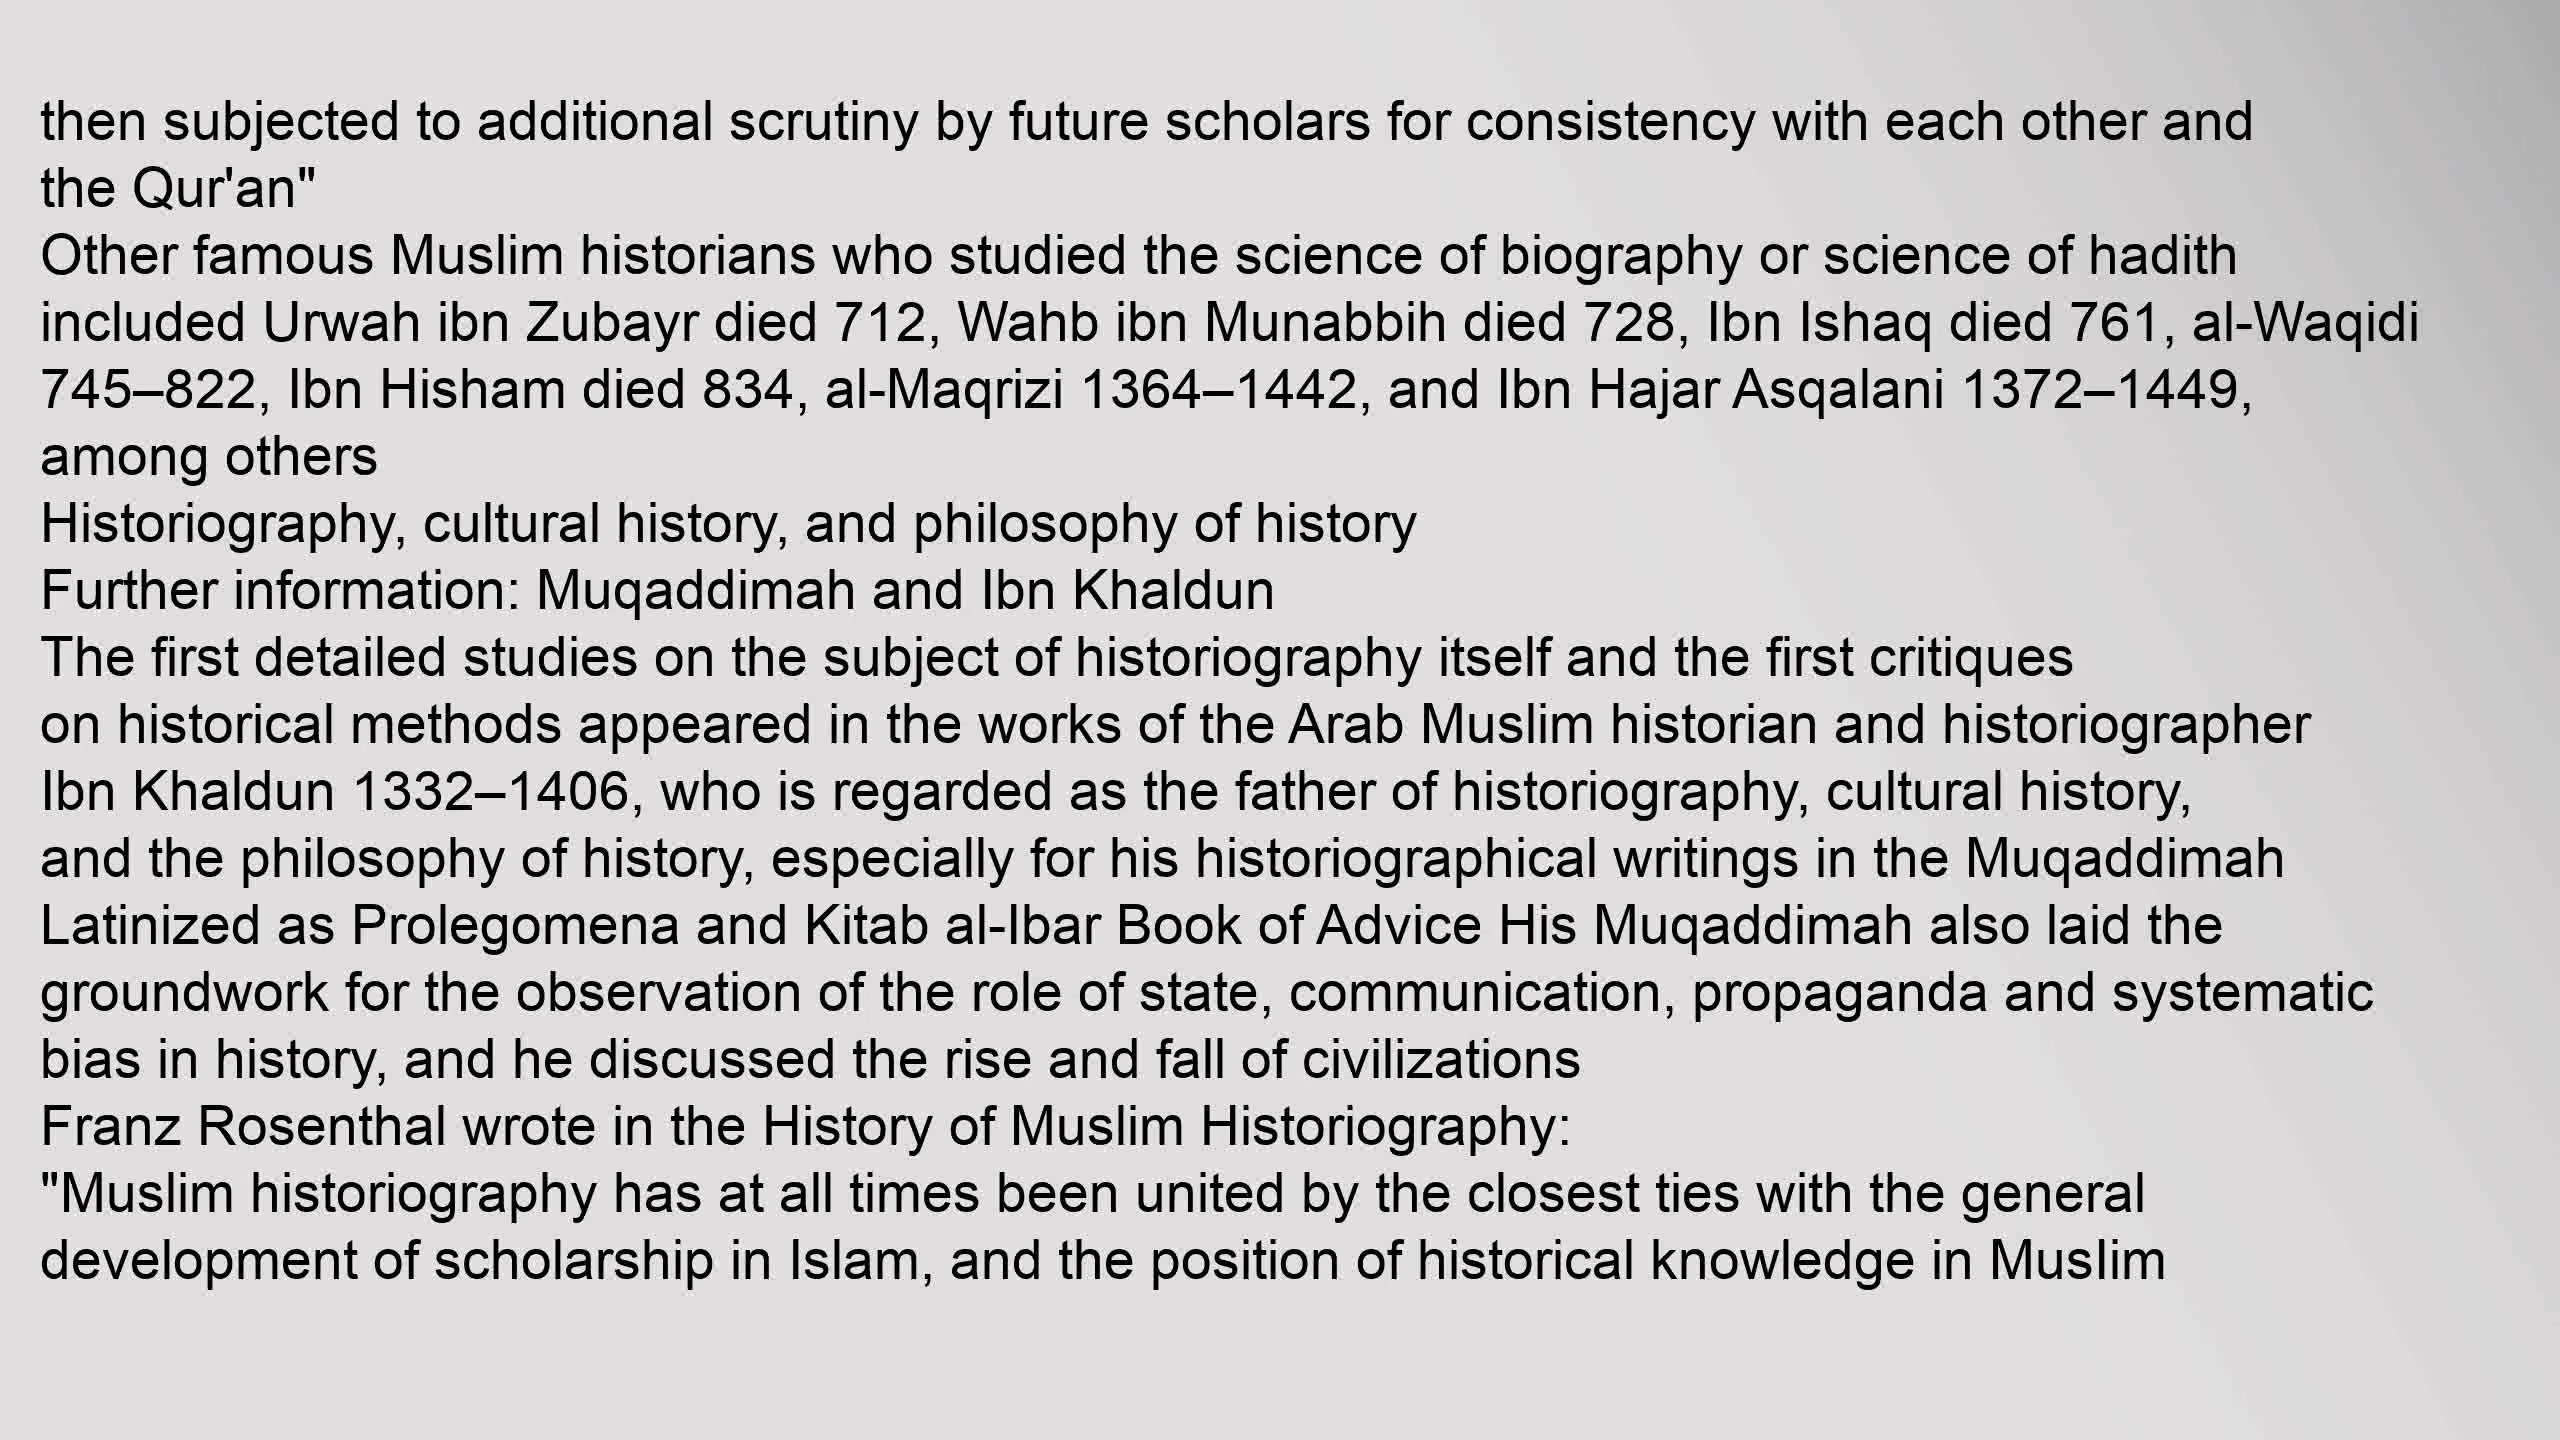 then subjected to additional scrutiny by future scholars for consistency with each other and
the Qur'an"
Other famous Muslim historians who studied the science of biography or science of hadith
included Urwah ibn Zubayr died 712, Wahb ibn Munabbih died 728, Ibn Ishaq died 761, al-Waqidi
745–822, Ibn Hisham died 834, al-Maqrizi 1364–1442, and Ibn Hajar Asqalani 1372–1449,
among others
Historiography, cultural history, and philosophy of history
Further information: Muqaddimah and Ibn Khaldun
The first detailed studies on the subject of historiography itself and the first critiques
on historical methods appeared in the works of the Arab Muslim historian and historiographer
Ibn Khaldun 1332–1406, who is regarded as the father of historiography, cultural history,
and the philosophy of history, especially for his historiographical writings in the Muqaddimah
Latinized as Prolegomena and Kitab al-Ibar Book of Advice His Muqaddimah also laid the
groundwork for the observation of the role of state, communication, propaganda and systematic
bias in history, and he discussed the rise and fall of civilizations
Franz Rosenthal wrote in the History of Muslim Historiography:
"Muslim historiography has at all times been united by the closest ties with the general
development of scholarship in Islam, and the position of historical knowledge in MusIim